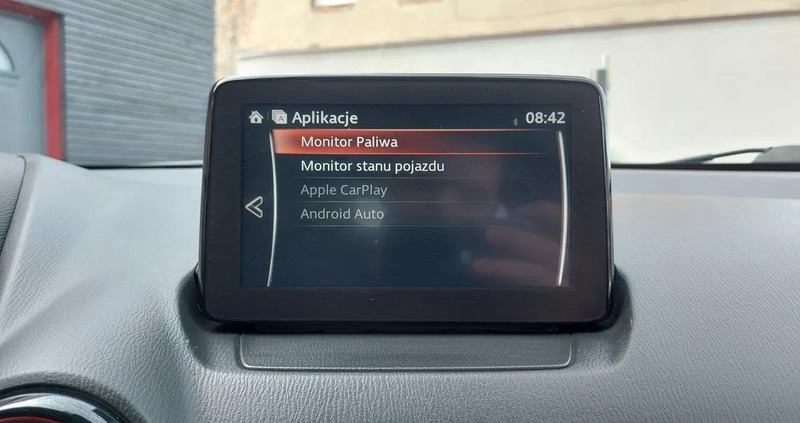 Aplikacje 08:42
Monitor Paliwa
Monitor stanu pojazdu
Apple CarPlay
Android Auto